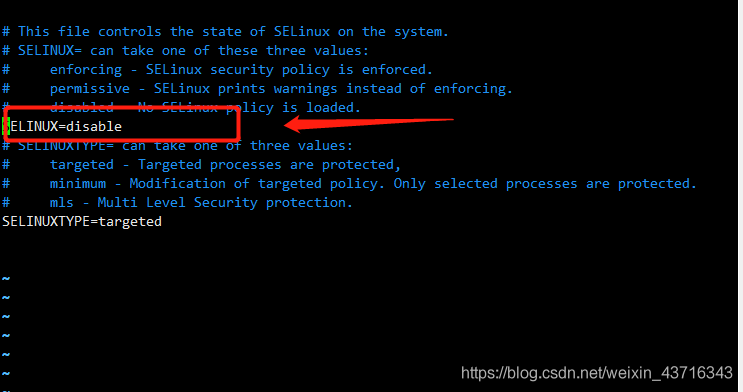 # This file controls the state of SELinux on the system.
# SELINUX= can take one of these three values:
#     enforcing - SELinux security policy is enforced.
#     permissive - SELinux prints warnings instead of enforcing.
#     disabled - No SELinux policy is loaded.
SELINUX=disable
# SELINUXTYPE= can take one of three values:
#     targeted - Targeted processes are protected,
#     minimum - Modification of targeted policy. Only selected processes are protected.
#     mls - Multi Level Security protection.
SELINUXTYPE=targeted
~
~
~
~
~
~
https://blog.csdn.net/weixin_43716343